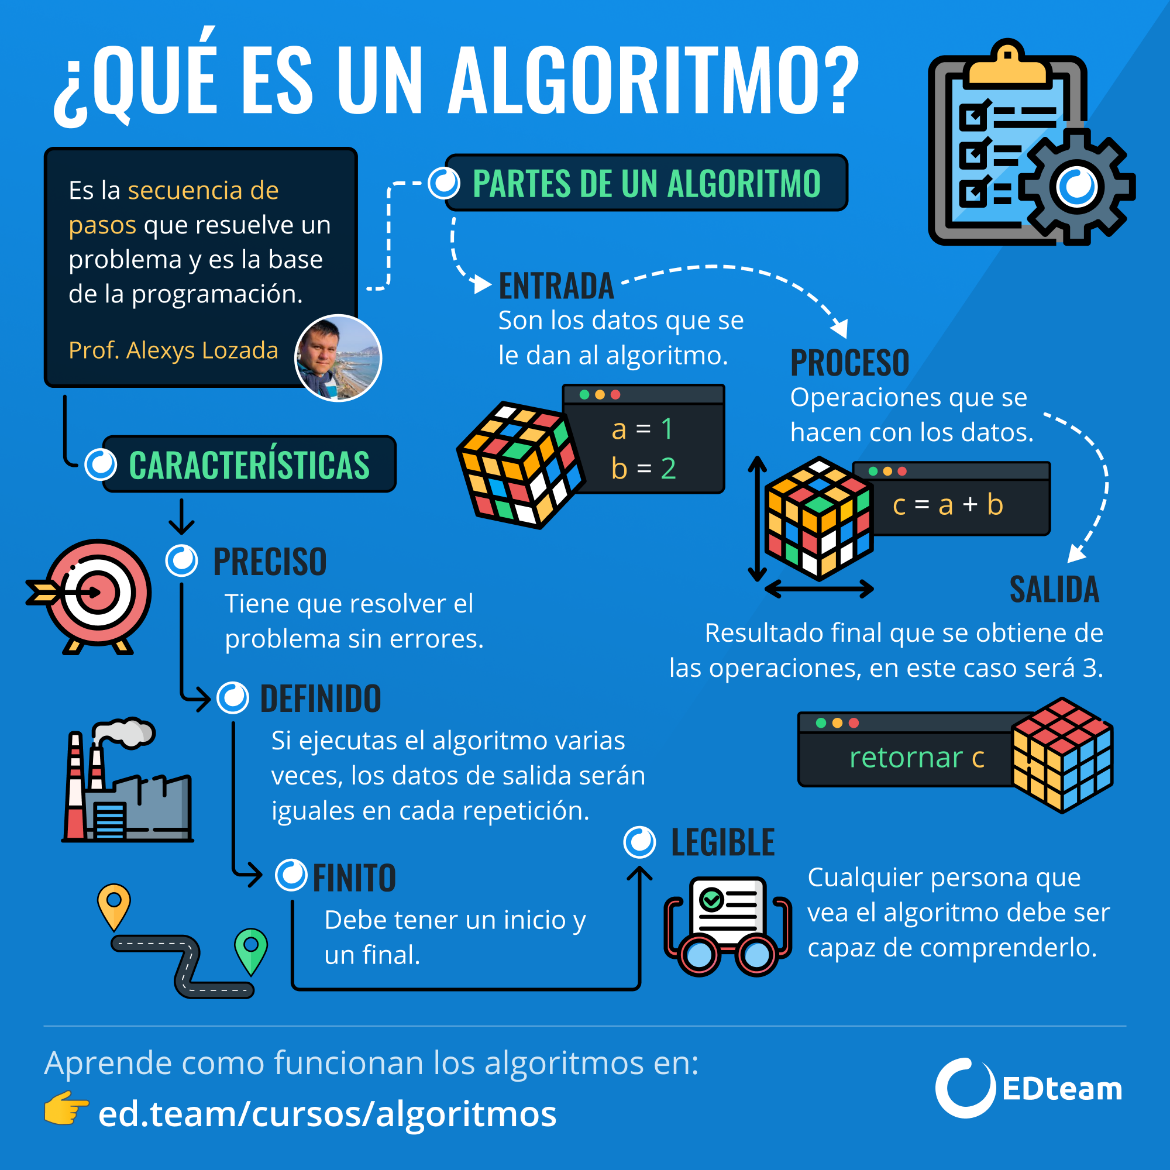 ¿QUÉ ES UN ALGORITMO?
Es la secuencia de
pasos que resuelve un
problema y es la base
de la programación.
Prof. Alexys Lozada
PARTES DE UN ALGORITMO
ENTRADA
Son los datos que se
le dan al algoritmo.
a = 1
b = 2
PROCESO
Operaciones que se
hacen con los datos.
c = a + b
SALIDA
Resultado final que se obtiene de
las operaciones, en este caso será 3.
retornar c
CARACTERÍSTICAS
PRECISO
Tiene que resolver el
problema sin errores.
DEFINIDO
Si ejecutas el algoritmo varias
veces, los datos de salida serán
iguales en cada repetición.
FINITO
Debe tener un inicio y
un final.
LEGIBLE
Cualquier persona que
vea el algoritmo debe ser
capaz de comprenderlo.
Aprende como funcionan los algoritmos en:
ed.team/cursos/algoritmos
EDteam